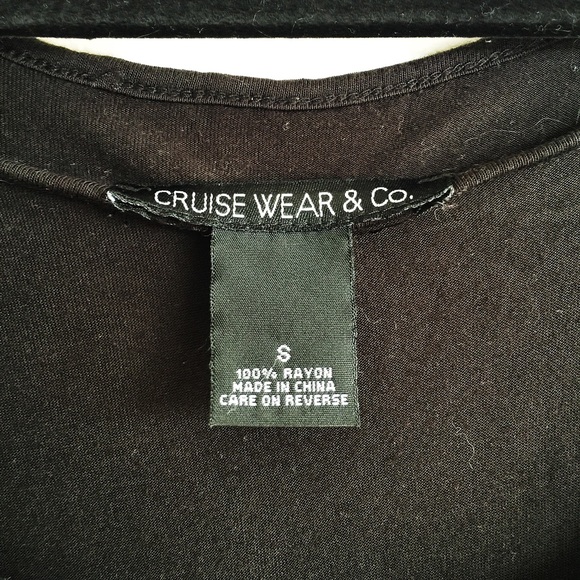 CRUISE WEAR & Co.
S
100% RAYON
MADE IN CHINA
CARE ON REVERSE